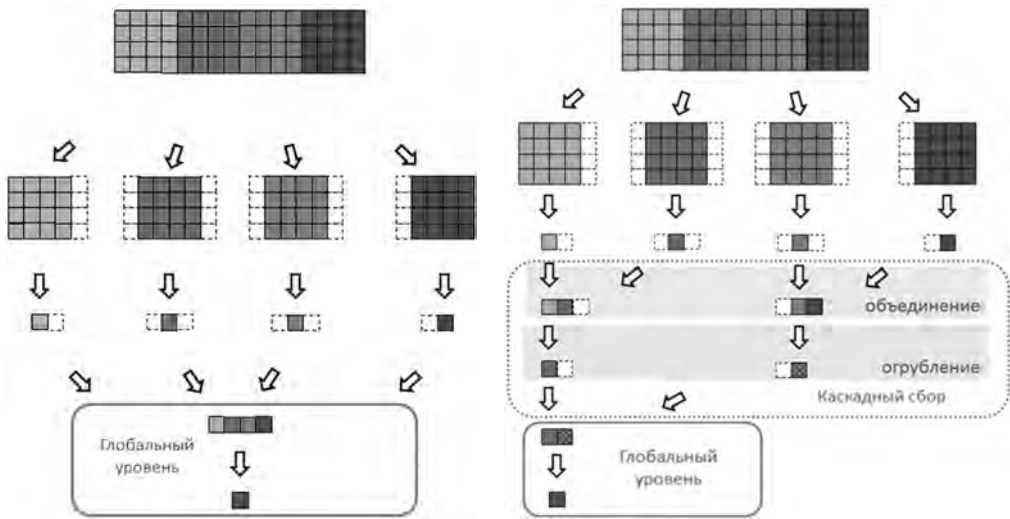 объединение
огрубление
Каскадный сбор
Глобальный
уровень
Глобальный
уровень